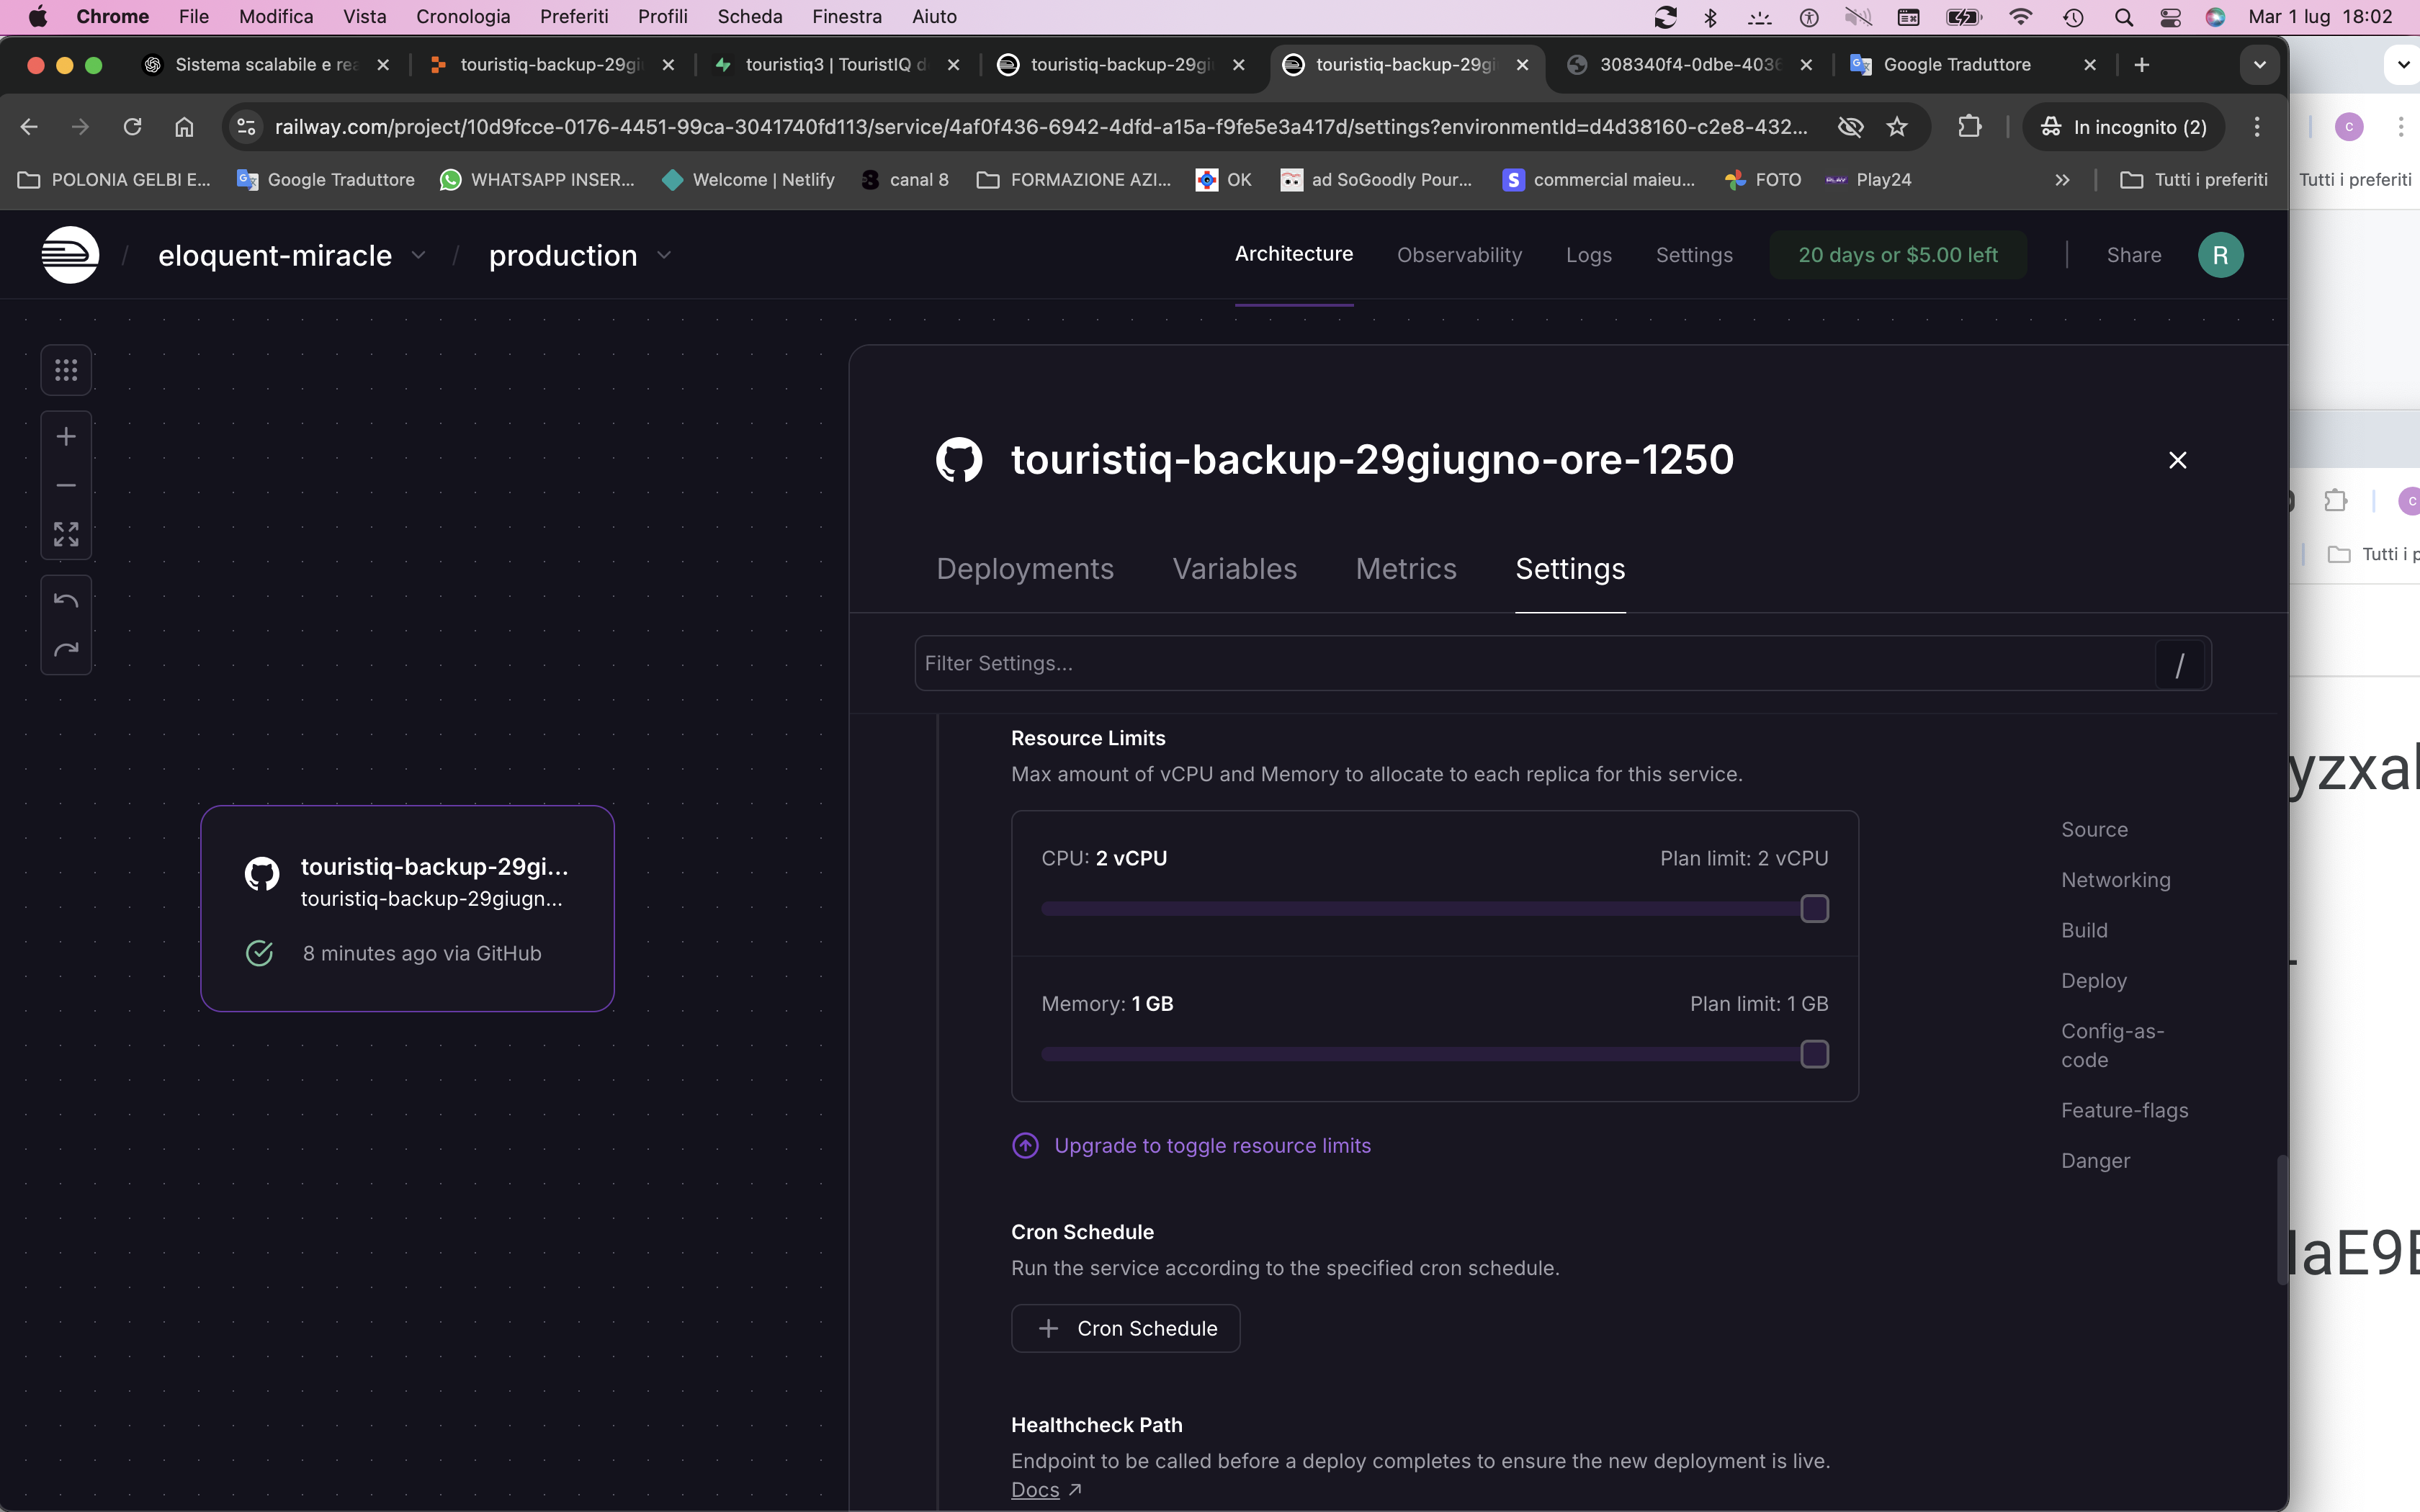 Chrome File Modifica Vista Cronologia Preferiti Profili Scheda Finestra Aiuto
Mar 1 lug 18:02
Sistema scalabile e rea
touristiq-backup-29gi
touristiq3 | TouristIQ d
touristiq-backup-29gi
touristiq-backup-29gi
308340f4-0dbe-4036
Google Traduttore
railway.com/project/10d9fcce-0176-4451-99ca-3041740fd113/service/4af0f436-6942-4dfd-a15a-f9fe5e3a417d/settings?environmentId=d4d38160-c2e8-432...
In incognito (2)
POLONIA GELBI E...
Google Traduttore
WHATSAPP INSER...
Welcome | Netlify
canal 8
FORMAZIONE AZI...
OK
ad SoGoodly Pour...
S
commercial maieu...
FOTO
Play24
Tutti i preferiti
Tutti i preferiti
/ eloquent-miracle / production
Architecture Observability Logs Settings
20 days or $5.00 left
Share
R
touristiq-backup-29giugno-ore-1250
Deployments Variables Metrics Settings
Filter Settings...
/
Resource Limits
Max amount of vCPU and Memory to allocate to each replica for this service.
CPU: 2 vCPU
Plan limit: 2 vCPU
Memory: 1 GB
Plan limit: 1 GB
Upgrade to toggle resource limits
Cron Schedule
Run the service according to the specified cron schedule.
Cron Schedule
Healthcheck Path
Endpoint to be called before a deploy completes to ensure the new deployment is live.
Docs
Source
Networking
Build
Deploy
Config-as-
code
Feature-flags
Danger
touristiq-backup-29gi...
touristiq-backup-29giugn...
8 minutes ago via GitHub
C
C
Tutti i p
yzxa
aE9